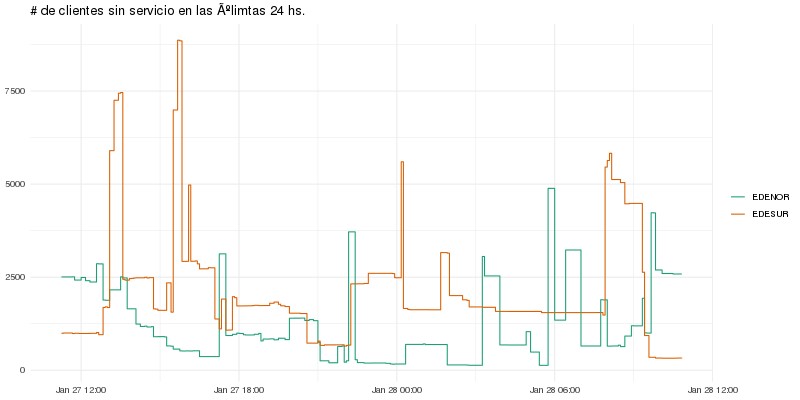 # de clientes sin servicio en las Ãºlimtas 24 hs.
7500
5000
2500
0
Jan 27 12:00 Jan 27 18:00 Jan 28 00:00 Jan 28 06:00 Jan 28 12:00
EDENOR
EDESUR